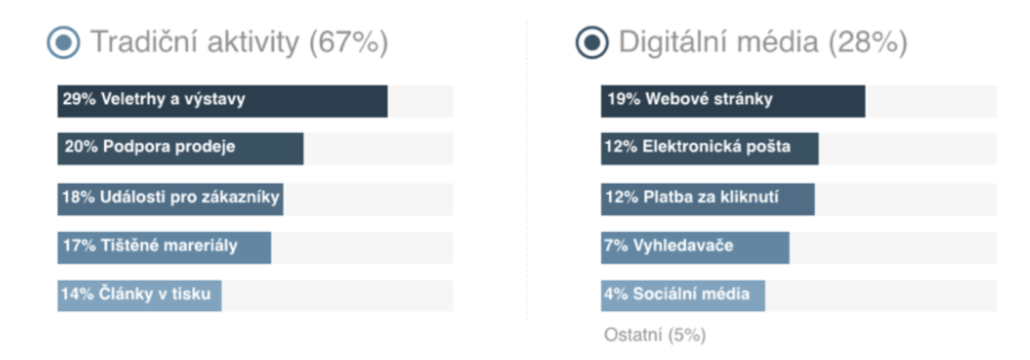 Tradiční aktivity (67%)
29% Veletrhy a výstavy
20% Podpora prodeje
18% Události pro zákazníky
17% Tištěné mareriály
14% Články v tisku
Digitální média (28%)
19% Webové stránky
12% Elektronická pošta
12% Platba za kliknutí
7% Vyhledavače
4% Sociální média
Ostatní (5%)